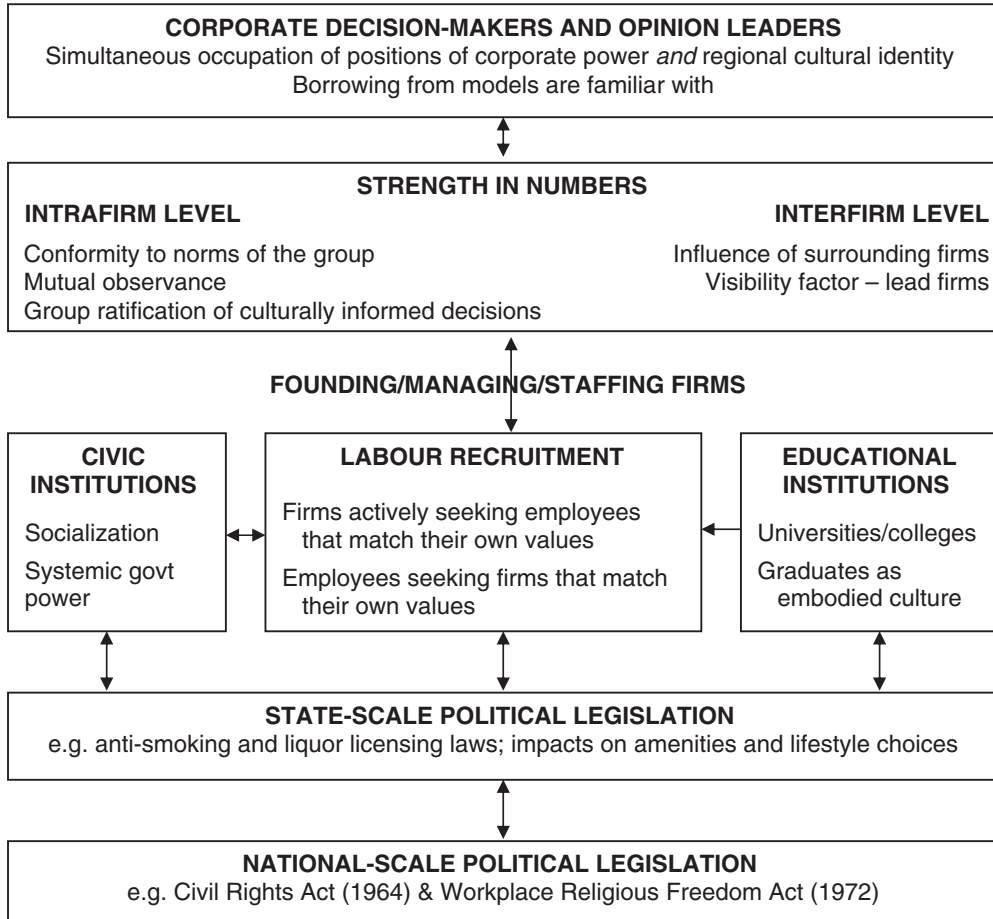 CORPORATE DECISION-MAKERS AND OPINION LEADERS
Simultaneous occupation of positions of corporate power and regional cultural identity
Borrowing from models are familiar with
STRENGTH IN NUMBERS
INTRAFIRM LEVEL
Conformity to norms of the group
Mutual observance
Group ratification of culturally informed decisions
INTERFIRM LEVEL
Influence of surrounding firms
Visibility factor – lead firms
FOUNDING/MANAGING/STAFFING FIRMS
CIVIC
INSTITUTIONS
Socialization
Systemic govt
power
LABOUR RECRUITMENT
Firms actively seeking employees
that match their own values
Employees seeking firms that match
their own values
EDUCATIONAL
INSTITUTIONS
Universities/colleges
Graduates as
embodied culture
STATE-SCALE POLITICAL LEGISLATION
e.g. anti-smoking and liquor licensing laws; impacts on amenities and lifestyle choices
NATIONAL-SCALE POLITICAL LEGISLATION
e.g. Civil Rights Act (1964) & Workplace Religious Freedom Act (1972)